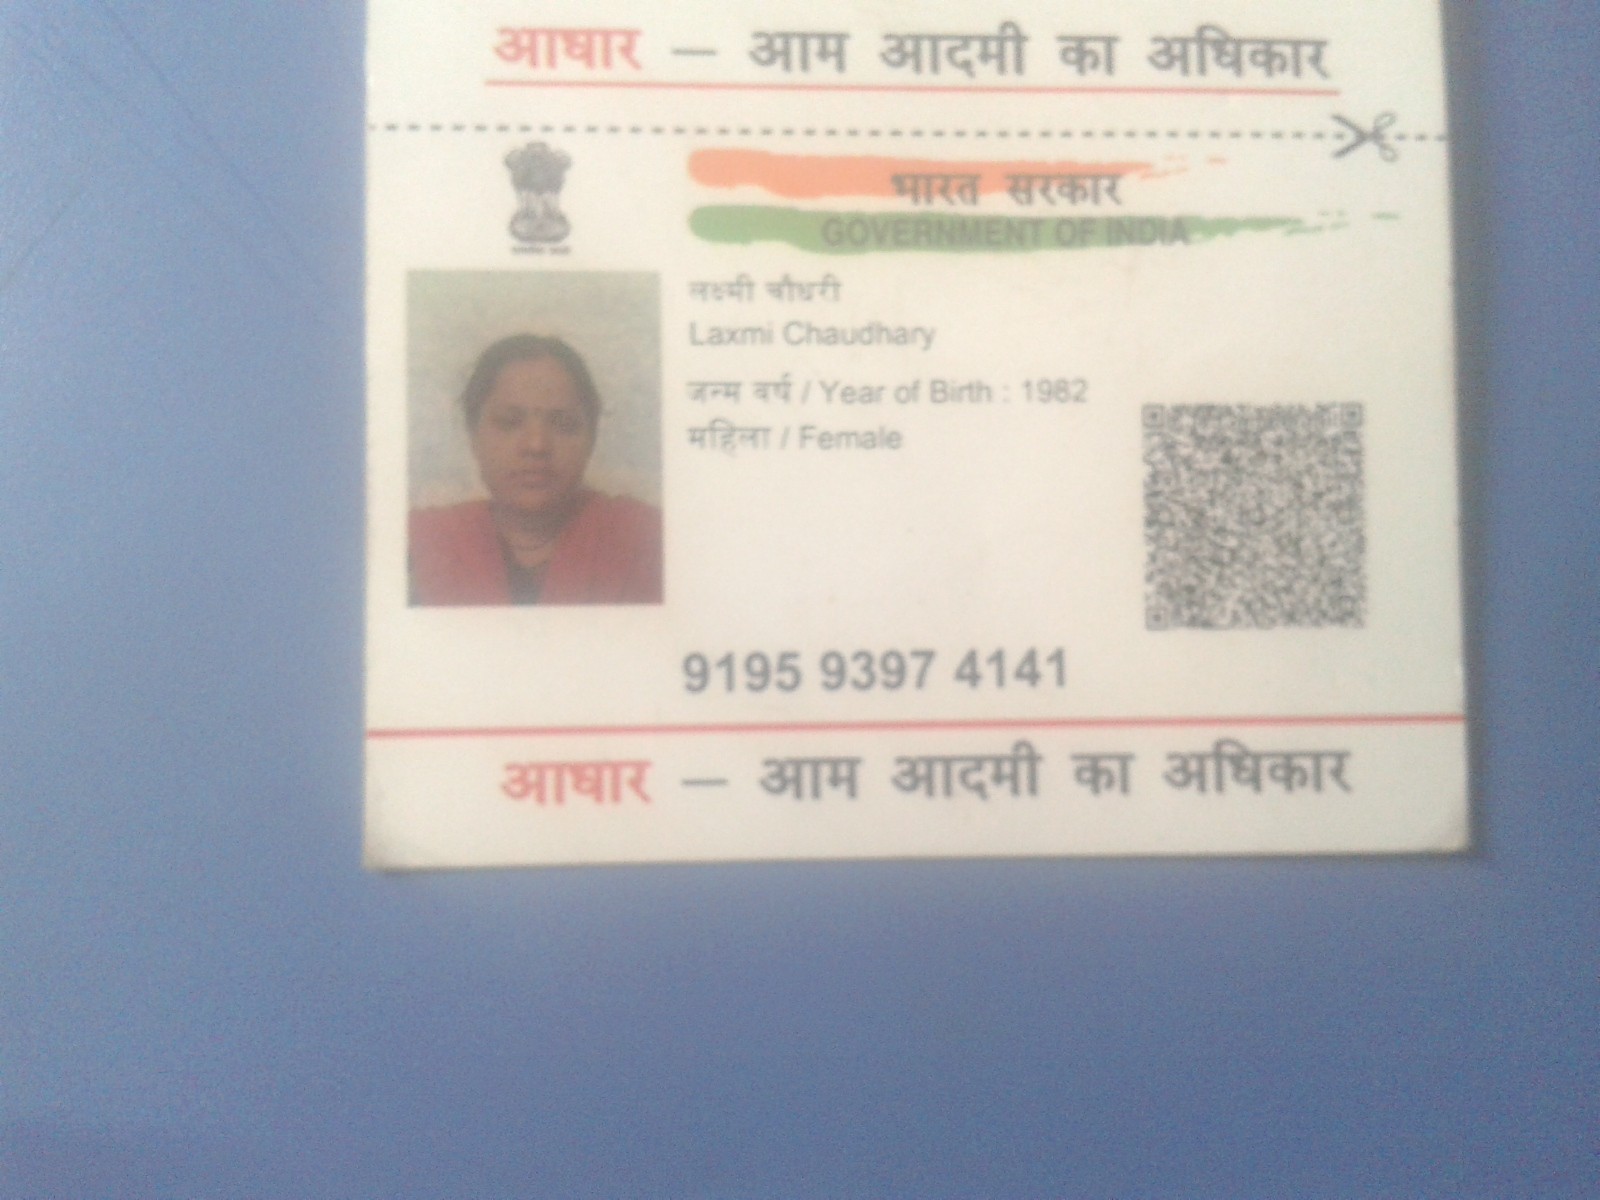 आधार — आम आदमी का अधिकार
भारत सरकार
GOVERNMENT OF INDIA
लक्ष्मी चौधरी
Laxmi Chaudhary
जन्म वर्ष / Year of Birth : 1982
महिला / Female
9195 9397 4141
आधार — आम आदमी का अधिकार